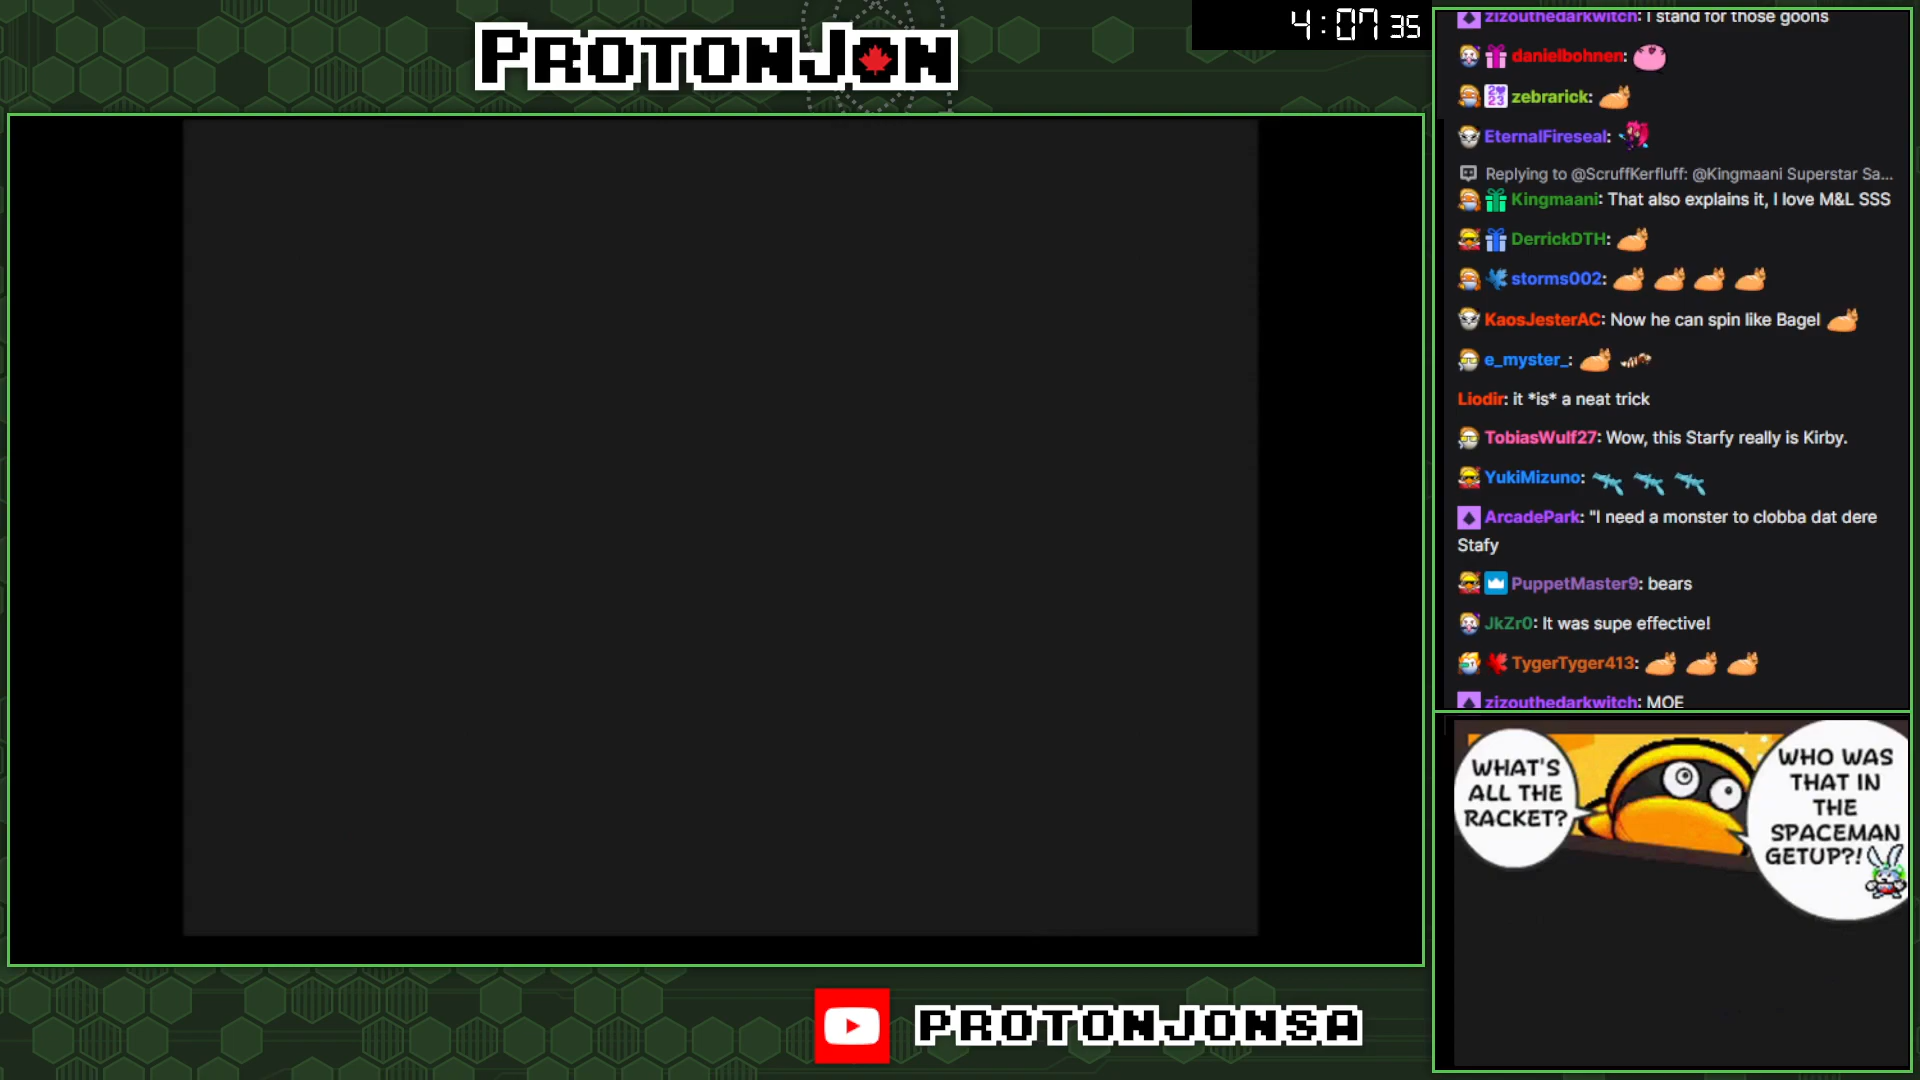 PROTONJON
4:07 35
zizouthedarkwitch: I stand for those goons
danielbohnen:
zebrarick:
EternalFireseal:
Replying to @ScruffKerfluff: @Kingmaani Superstar Sa...
Kingmaani: That also explains it, I love M&L SSS
DerrickDTH:
storms002:
KaosJesterAC: Now he can spin like Bagel
e_myster_:
Liodir: it *is* a neat trick
TobiasWulf27: Wow, this Starfy really is Kirby.
YukiMizuno:
ArcadePark: "I need a monster to clobba dat dere
Stafy
PuppetMaster9: bears
JkZr0: It was supe effective!
TygerTyger413:
zizouthedarkwitch: MOE
WHAT'S
ALL THE
RACKET?
WHO WAS
THAT IN
THE
SPACEMAN
GETUP?!
PROTONJONSA